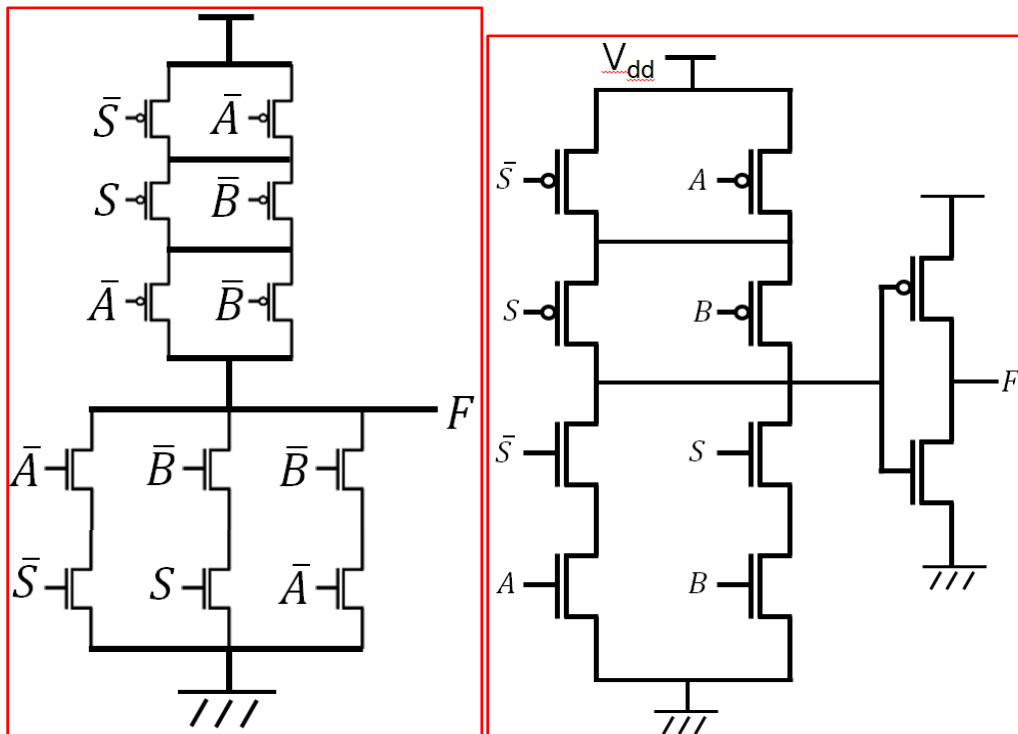 S̅ A̅
S B̅
A̅ B̅
F
A̅ B̅ B̅
S̅ S A̅
Vdd
S̅ A
S B
F
S̅ S
A B